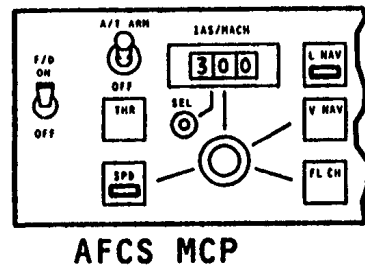 A/T ARM
IAS/MACH
F/D
ON
300
L NAV
OFF
SEL
THR
V NAV
OFF
SPD
FL CH
AFCS MCP